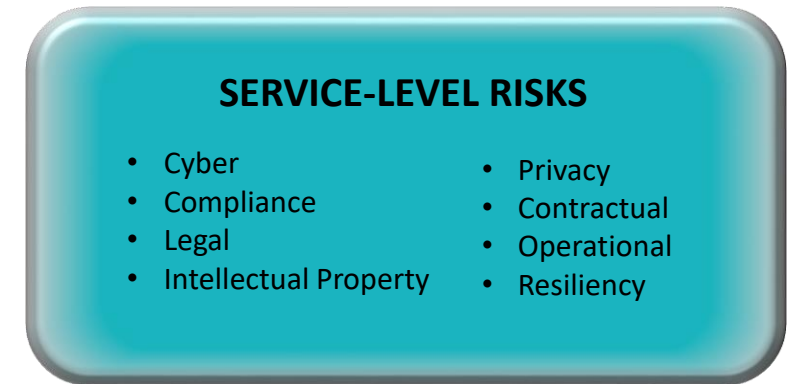 SERVICE-LEVEL RISKS
• Cyber
• Compliance
• Legal
• Intellectual Property
• Privacy
• Contractual
• Operational
• Resiliency